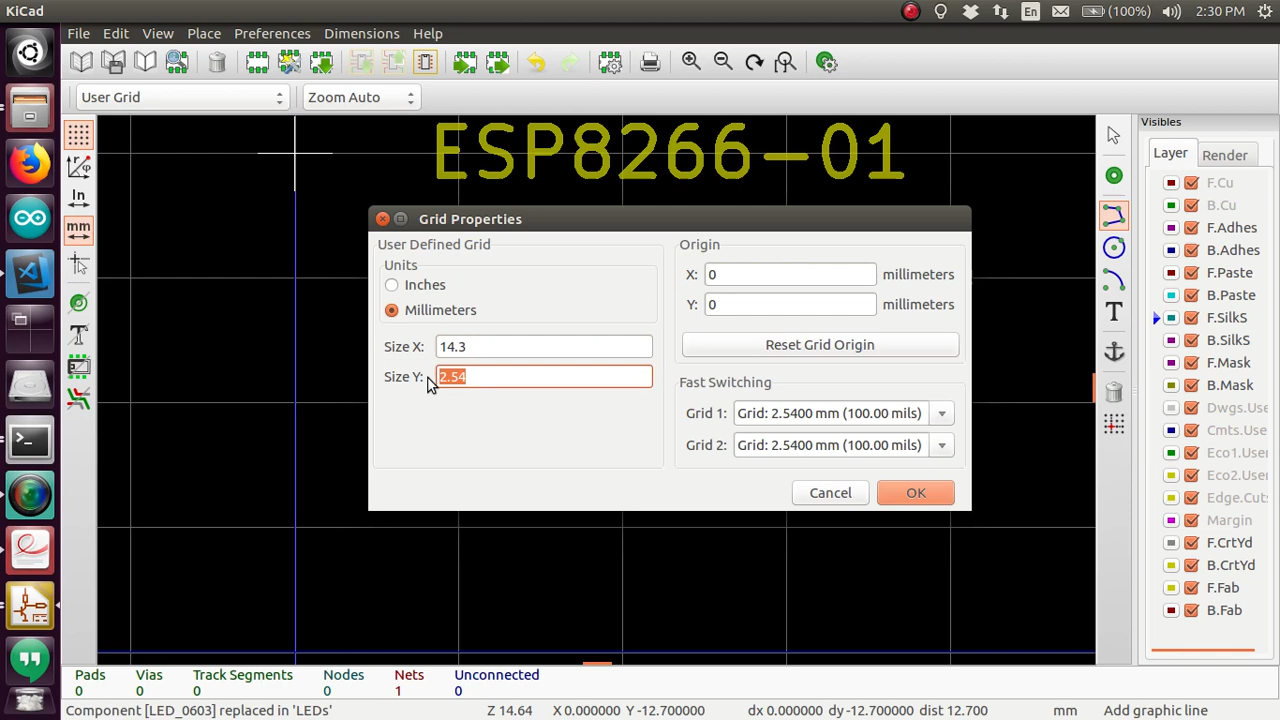 KiCad
En
(100%)
2:30 PM
File Edit View Place Preferences Dimensions Help
User Grid
Zoom Auto
In
mm
ESP8266-01
Grid Properties
User Defined Grid
Units
Inches
Millimeters
Size X: 14.3
Size Y: 2.54
Origin
X: 0 millimeters
Y: 0 millimeters
Reset Grid Origin
Fast Switching
Grid 1: Grid: 2.5400 mm (100.00 mils)
Grid 2: Grid: 2.5400 mm (100.00 mils)
Cancel OK
T
Visibles
Layer Render
F.Cu
B.Cu
F.Adhes
B.Adhes
F.Paste
B.Paste
F.SilkS
B.SilkS
F.Mask
B.Mask
Dwgs.Use
Cmts.Use
Eco1.User
Eco2.User
Edge.Cuts
Margin
F.CrtYd
B.CrtYd
F.Fab
B.Fab
Pads Vias Track Segments Nodes Nets Unconnected
0 0 0 0 1 0
Component [LED_0603] replaced in 'LEDs' Z 14.64 X 0.000000 Y -12.700000 dx 0.000000 dy -12.700000 dist 12.700 mm Add graphic line